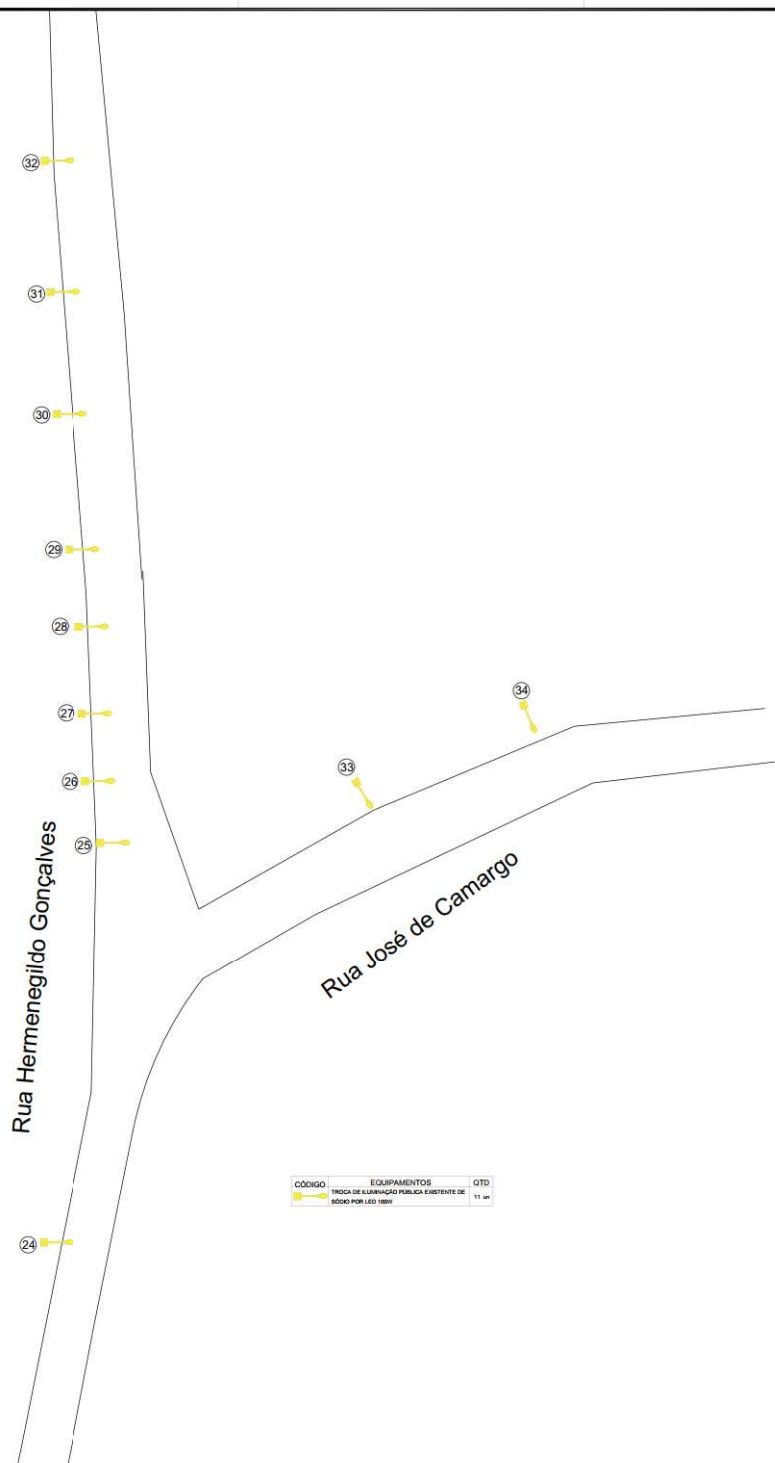 32
31
30
29
28
34
27
33
26
25
Rua Hermenegildo Gonçalves
Rua José de Camargo
CÓDIGO EQUIPAMENTOS QTD
TROCA DE ILUMINAÇÃO PÚBLICA EXISTENTE DE
SÓDIO POR LED 100W
11 un
24